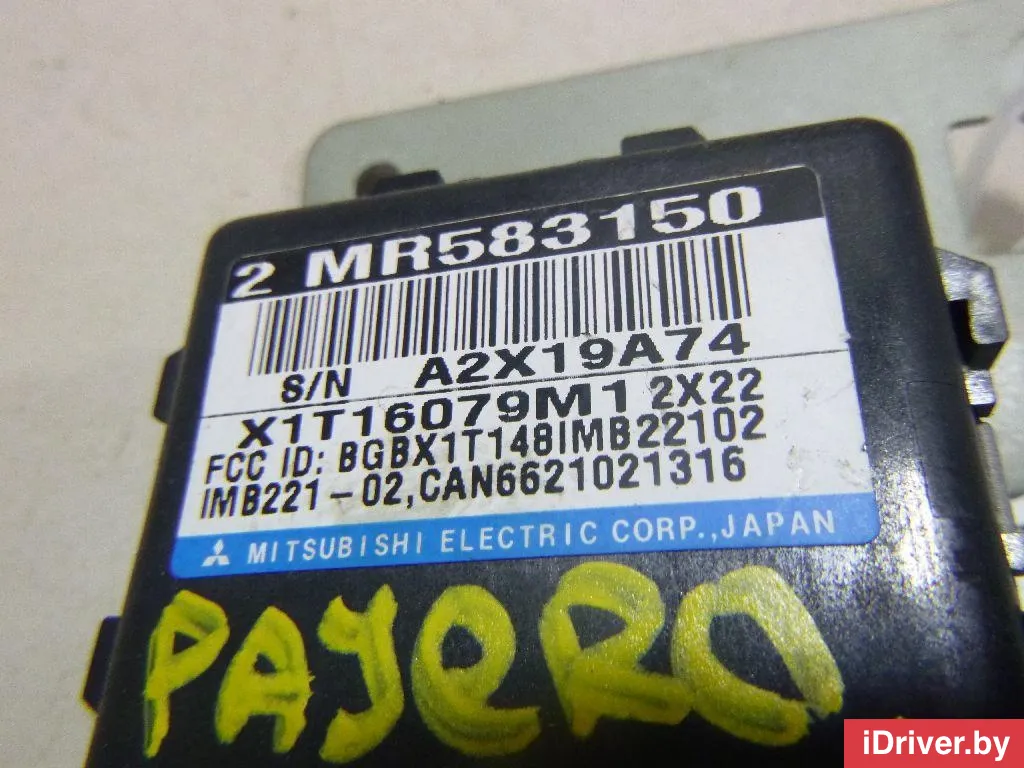 2 MR583150
S/N A2X19A74
X1T16079M1 2X22
FCC ID: BGBX1T148IMB22102
IMB221-02,CAN6621021316
MITSUBISHI ELECTRIC CORP.,JAPAN
PAJERO
iDriver.by